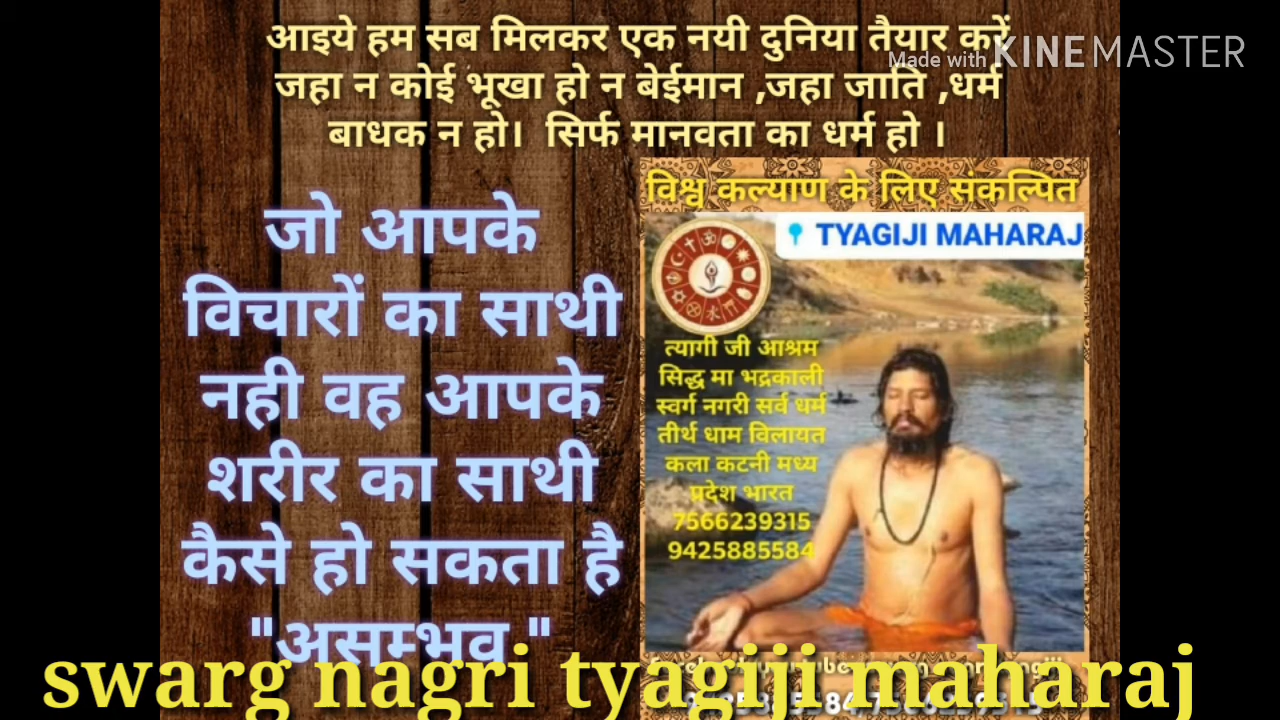 आइये हम सब मिलकर एक नयी दुनिया तैयार करें
Made with KINEMASTER
जहा न कोई भूखा हो न बेईमान ,जहा जाति ,धर्म
बाधक न हो। सिर्फ मानवता का धर्म हो ।
जो आपके
विचारों का साथी
नही वह आपके
शरीर का साथी
कैसे हो सकता है
"असम्भव "
विश्व कल्याण के लिए संकल्पित
TYAGIJI MAHARAJ
त्यागी जी आश्रम
सिद्ध मा भद्रकाली
स्वर्ग नगरी सर्व धर्म
तीर्थ धाम विलायत
कला कटनी मध्य
प्रदेश भारत
7566239315
9425885584
swarg nagri tyagiji maharaj